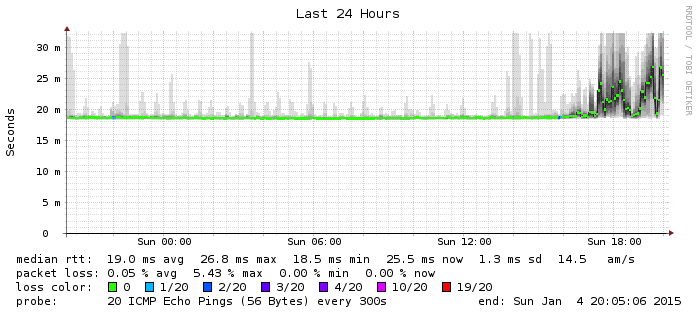 Last 24 Hours
RRDTOOL / TOBI OETIKER
Seconds
30 m
25 m
20 m
15 m
10 m
5 m
0
Sun 00:00 Sun 06:00 Sun 12:00 Sun 18:00
median rtt: 19.0 ms avg 26.8 ms max 18.5 ms min 25.5 ms now 1.3 ms sd 14.5 am/s
packet loss: 0.05 % avg 5.43 % max 0.00 % min 0.00 % now
loss color: 0 1/20 2/20 3/20 4/20 10/20 19/20
probe: 20 ICMP Echo Pings (56 Bytes) every 300s end: Sun Jan 4 20:05:06 2015